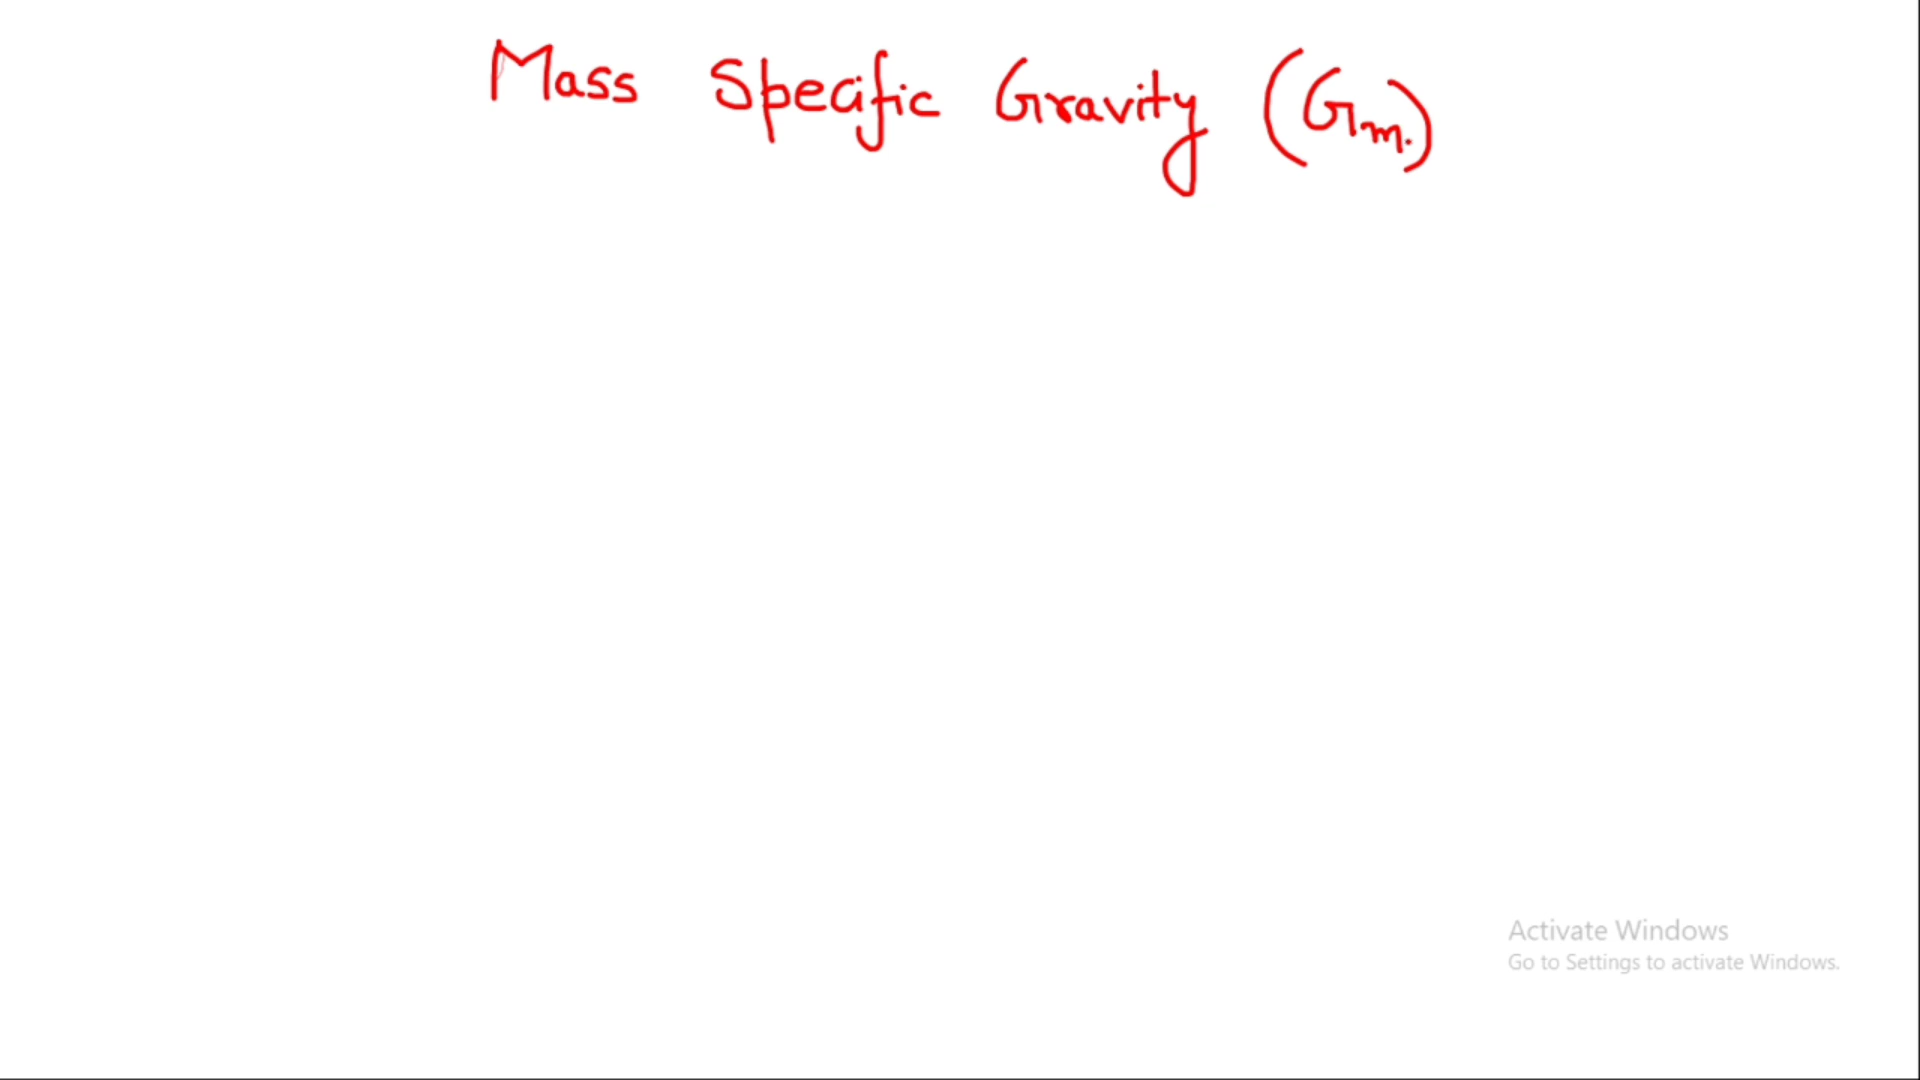 Mass Specific Gravity (Gm.)
Activate Windows
Go to Settings to activate Windows.